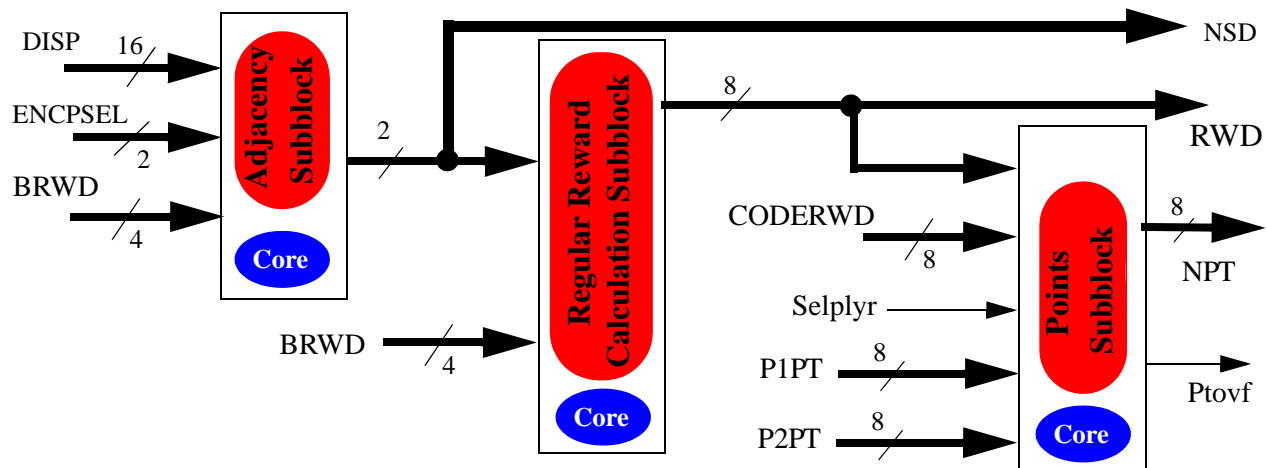 DISP
16
ENCPSEL
2
BRWD
4
Adjacency
Subblock
Core
2
NSD
BRWD
4
Regular Reward
Calculation Subblock
Core
8
RWD
CODERWD
8
Selplyr
P1PT
8
P2PT
8
Points
Subblock
Core
8
NPT
Ptovf